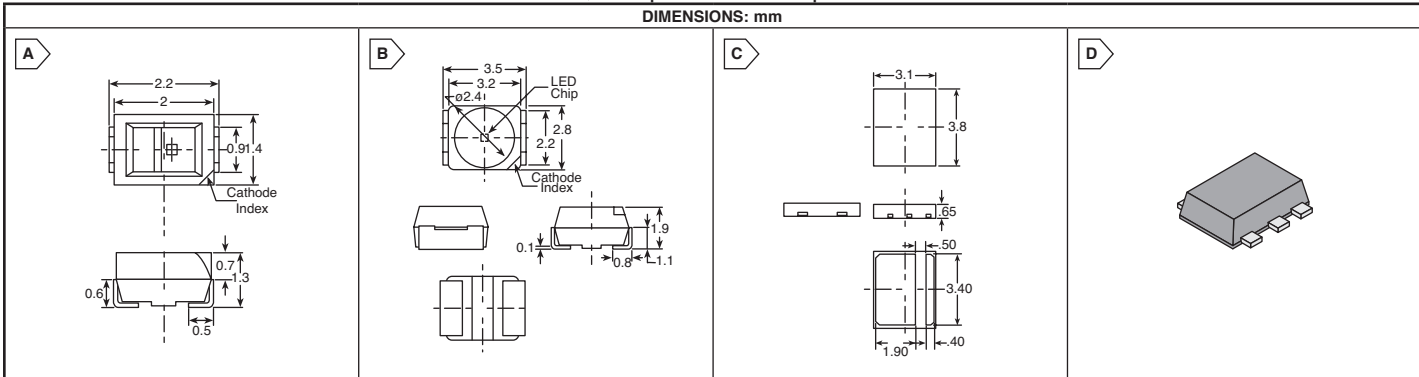 DIMENSIONS: mm
A
2.2
2
0.9
1.4
Cathode
Index
0.7
1.3
0.6
0.5
B
3.5
3.2
LED
Chip
ø2.4
2.8
2.2
Cathode
Index
1.9
0.1
0.8
1.1
C
3.1
3.8
.65
.50
3.40
.40
1.90
D